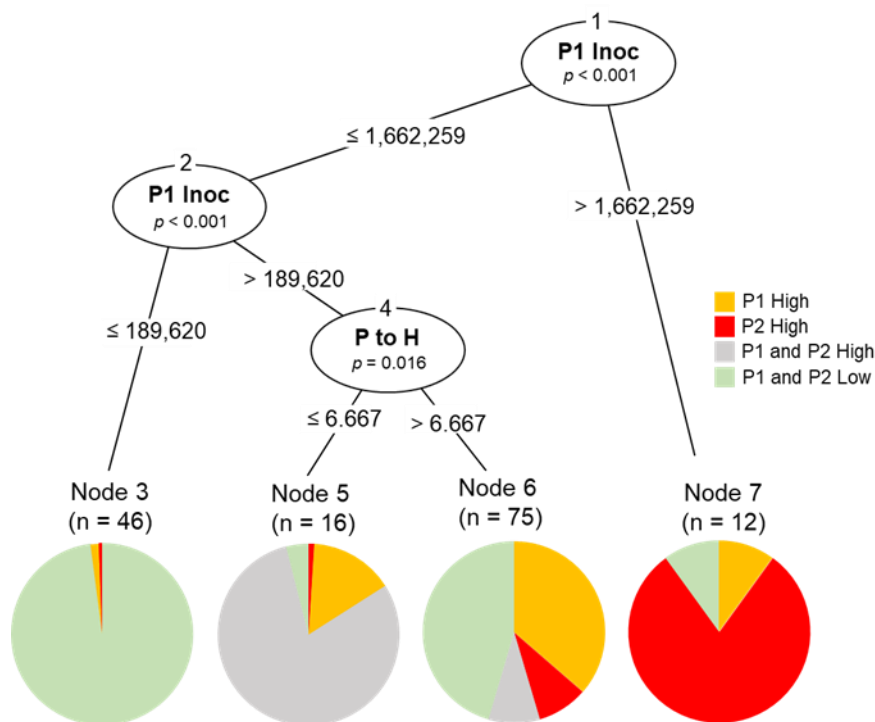 1
P1 Inoc
p < 0.001
≤ 1,662,259
> 1,662,259
2
P1 Inoc
p < 0.001
> 189,620
≤ 189,620
4
P to H
p = 0.016
≤ 6.667
> 6.667
P1 High
P2 High
P1 and P2 High
P1 and P2 Low
Node 3
(n = 46)
Node 5
(n = 16)
Node 6
(n = 75)
Node 7
(n = 12)